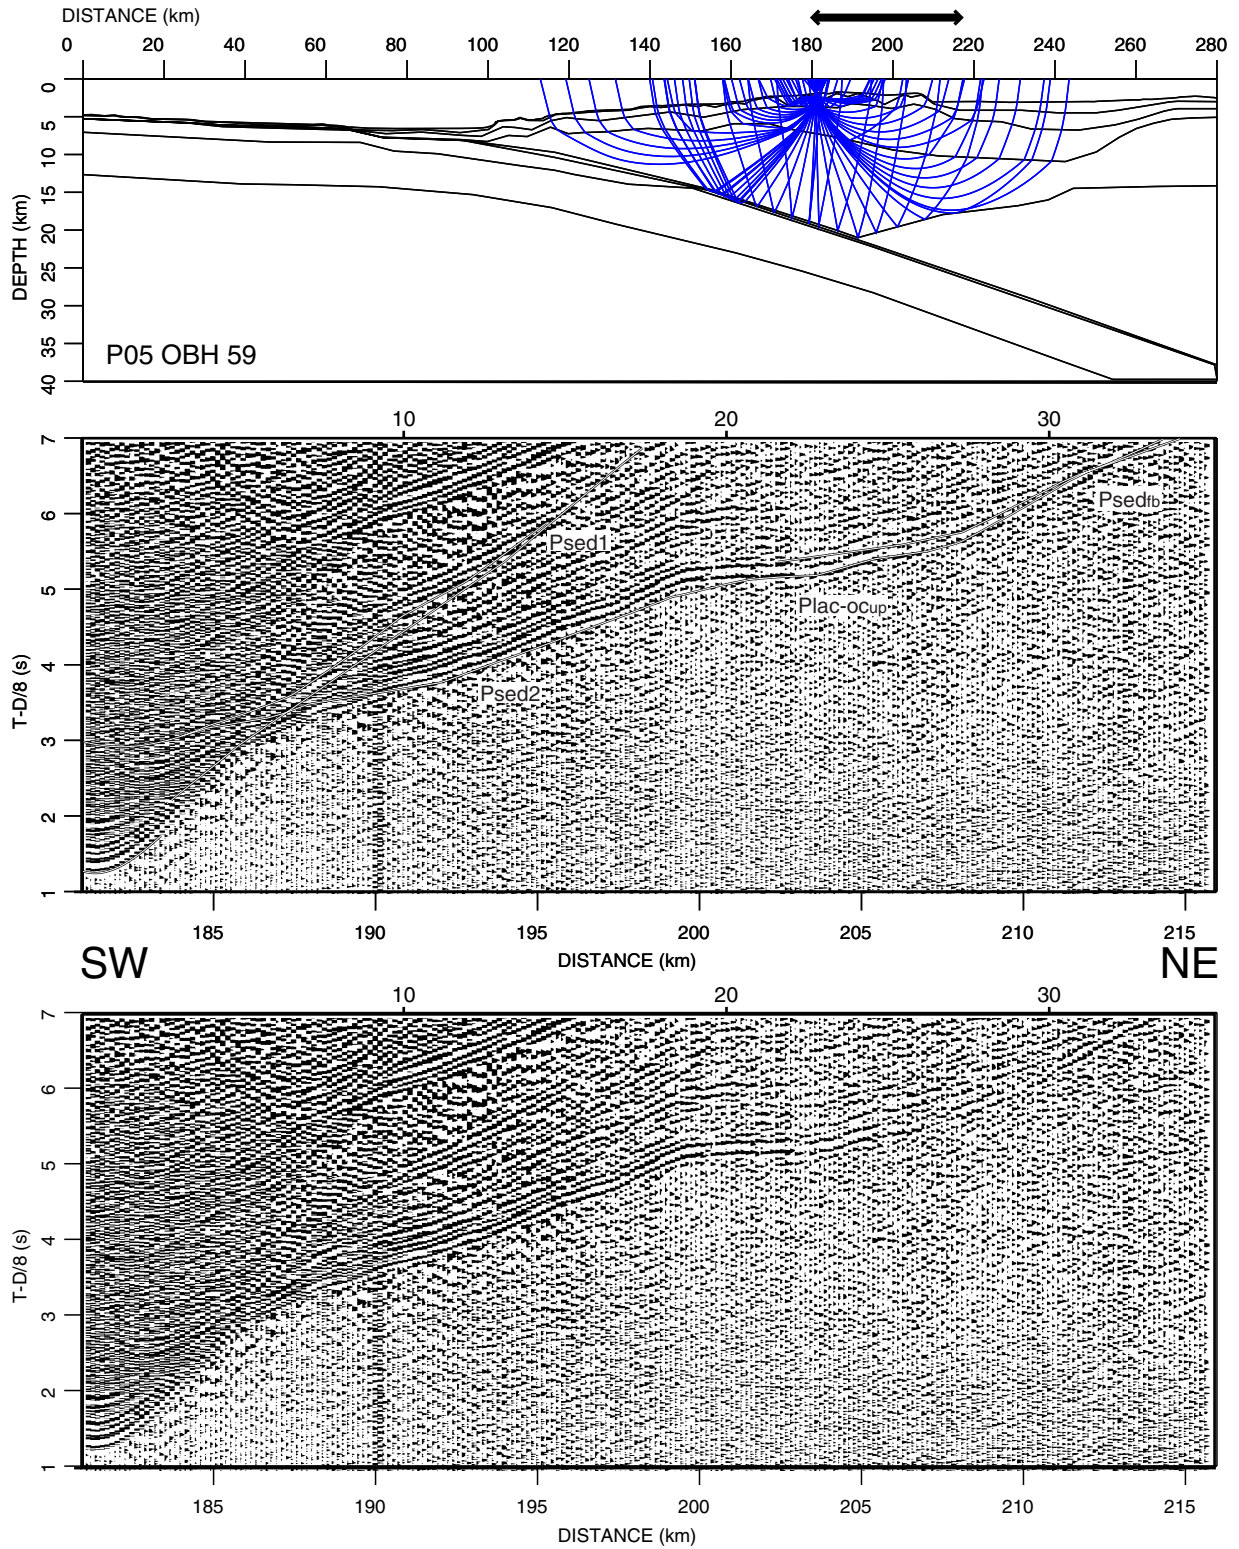 DISTANCE (km)
0 20 40 60 80 100 120 140 160 180 200 220 240 260 280
0
5
10
15
20
25
30
35
40
DEPTH (km)
P05 OBH 59
10 20 30
7
6
5
4
3
2
1
T-D/8 (s)
Psedfb
Psed1
Plac-ocup
Psed2
185 190 195 200 205 210 215
SW DISTANCE (km) NE
10 20 30
7
6
5
4
3
2
1
T-D/8 (s)
185 190 195 200 205 210 215
DISTANCE (km)